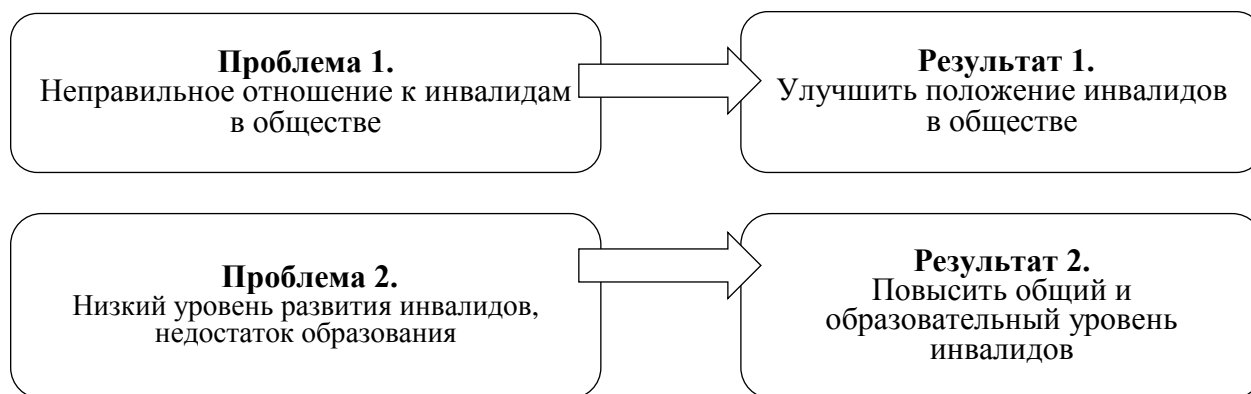 Проблема 1.
Неправильное отношение к инвалидам
в обществе
Результат 1.
Улучшить положение инвалидов
в обществе
Проблема 2.
Низкий уровень развития инвалидов,
недостаток образования
Результат 2.
Повысить общий и
образовательный уровень
инвалидов